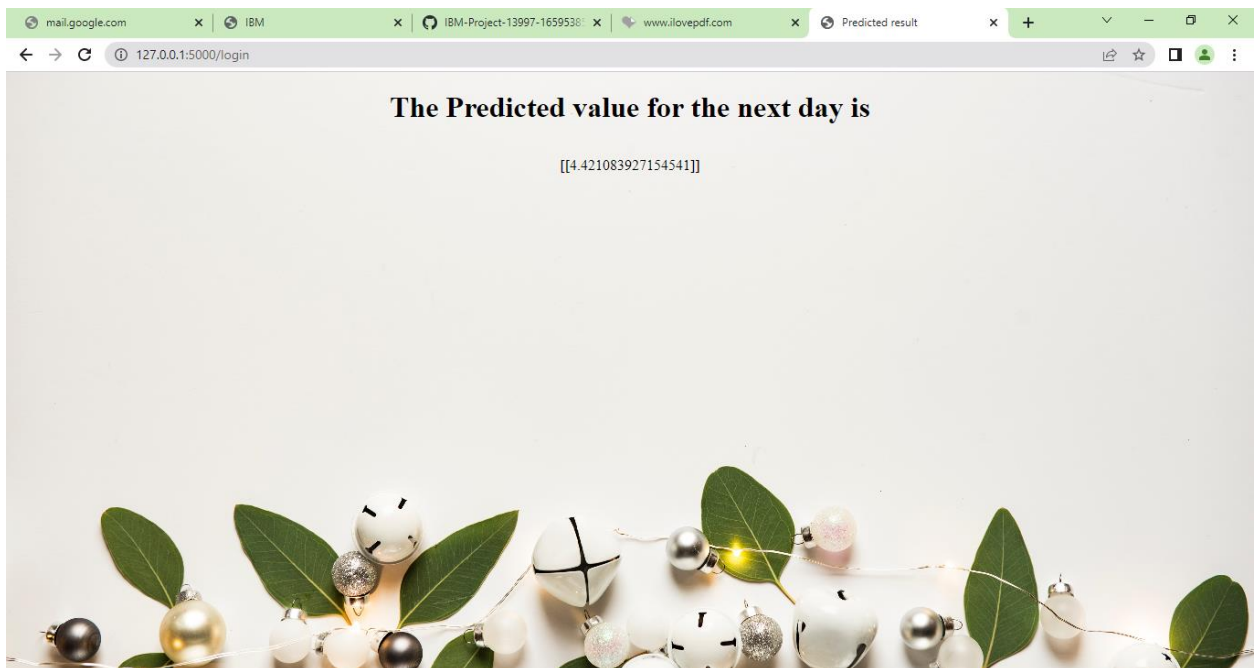 mail.google.com
IBM
IBM-Project-13997-1659538
www.ilovepdf.com
Predicted result
127.0.0.1:5000/login
The Predicted value for the next day is
[[4.421083927154541]]